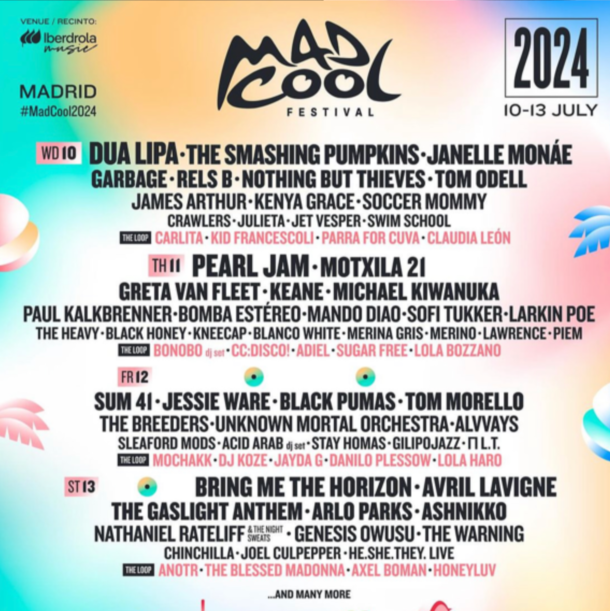 VENUE / RECINTO:
Iberdrola
music
MADRID
#MadCool2024
MAD
COOL
FESTIVAL
2024
10-13 JULY
WD 10 DUA LIPA · THE SMASHING PUMPKINS · JANELLE MONÁE
GARBAGE · RELS B · NOTHING BUT THIEVES · TOM ODELL
JAMES ARTHUR · KENYA GRACE · SOCCER MOMMY
CRAWLERS · JULIETA · JET VESPER · SWIM SCHOOL
THE LOOP CARLITA · KID FRANCESCOLI · PARRA FOR CUVA · CLAUDIA LEÓN
TH 11 PEARL JAM · MOTXILA 21
GRETA VAN FLEET · KEANE · MICHAEL KIWANUKA
PAUL KALKBRENNER · BOMBA ESTÉREO · MANDO DIAO · SOFI TUKKER · LARKIN POE
THE HEAVY · BLACK HONEY · KNEECAP · BLANCO WHITE · MERINA GRIS · MERINO · LAWRENCE · PIEM
THE LOOP BONOBO dj set · CC:DISCO! · ADIEL · SUGAR FREE · LOLA BOZZANO
FR 12
SUM 41 · JESSIE WARE · BLACK PUMAS · TOM MORELLO
THE BREEDERS · UNKNOWN MORTAL ORCHESTRA · ALVVAYS
SLEAFORD MODS · ACID ARAB dj set · STAY HOMAS · GILIPOJAZZ · Π L.T.
THE LOOP MOCHAKK · DJ KOZE · JAYDA G · DANILO PLESSOW · LOLA HARO
ST 13 BRING ME THE HORIZON · AVRIL LAVIGNE
THE GASLIGHT ANTHEM · ARLO PARKS · ASHNIKKO
NATHANIEL RATELIFF & THE NIGHT SWEATS · GENESIS OWUSU · THE WARNING
CHINCHILLA · JOEL CULPEPPER · HE.SHE.THEY. LIVE
THE LOOP ANOTR · THE BLESSED MADONNA · AXEL BOMAN · HONEYLUV
...AND MANY MORE